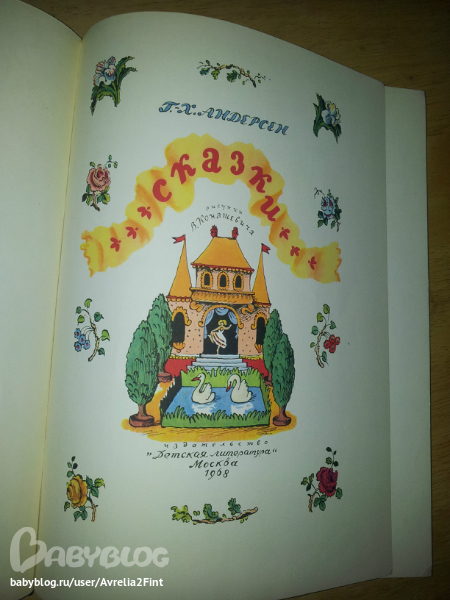 Г.-Х. АНДЕРСЕН
СКАЗКИ
рисунки
В. Конашевича
издательство
"Детская литература"
Москва
1968
BABYBLOG
babyblog.ru/user/Avrelia2Fint